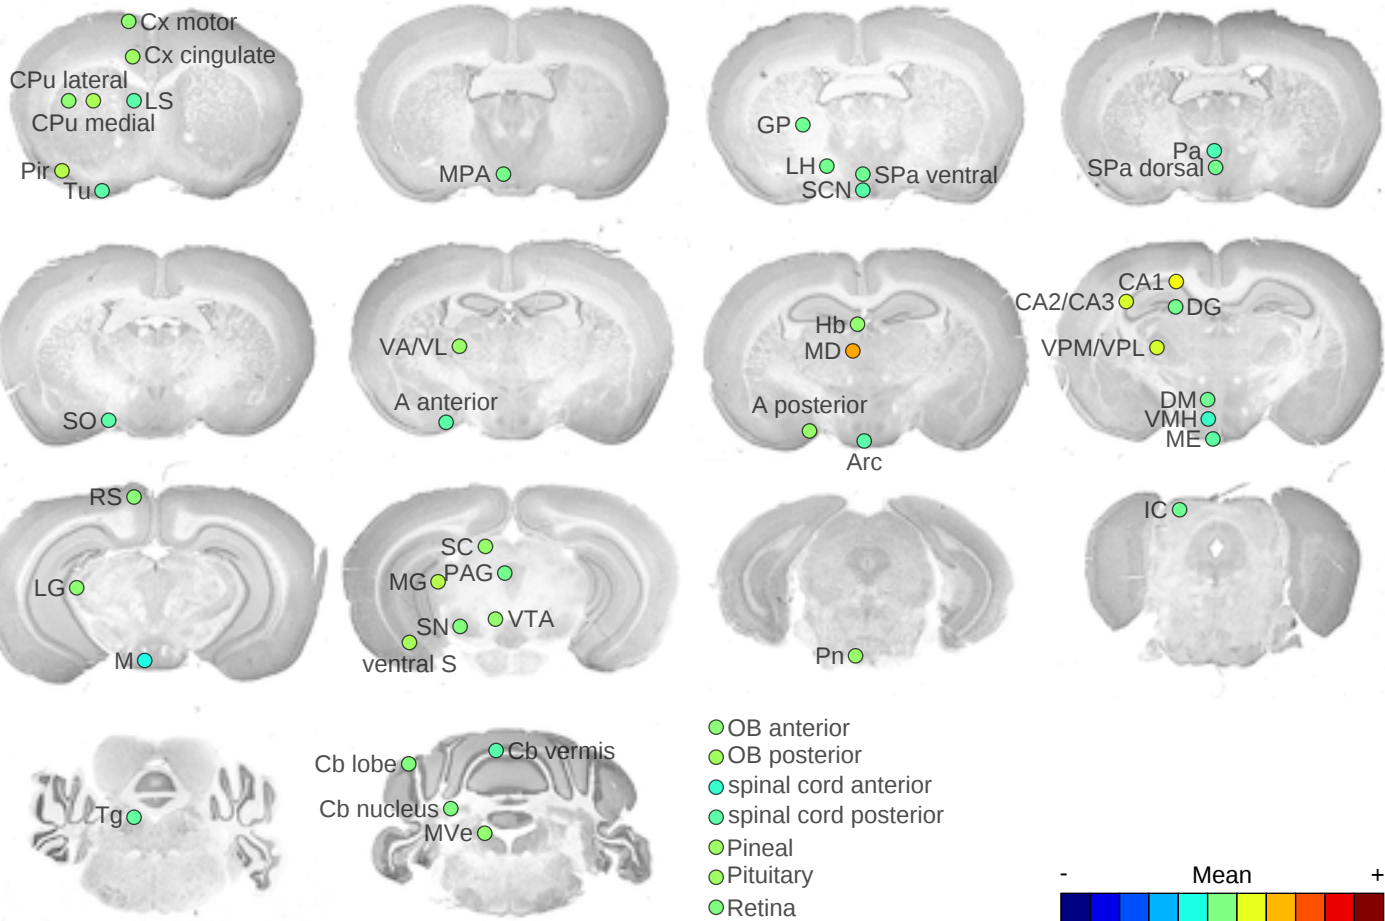 Cx motor
Cx cingulate
CPu lateral
LS
CPu medial
Pir
Tu
MPA
GP
LH
SPa ventral
SCN
Pa
SPa dorsal
SO
VA/VL
A anterior
Hb
MD
A posterior
Arc
CA1
CA2/CA3
DG
VPM/VPL
DM
VMH
ME
RS
LG
M
SC
MG
PAG
SN
VTA
ventral S
Pn
IC
Tg
Cb lobe
Cb vermis
Cb nucleus
MVe
OB anterior
OB posterior
spinal cord anterior
spinal cord posterior
Pineal
Pituitary
Retina
- Mean +